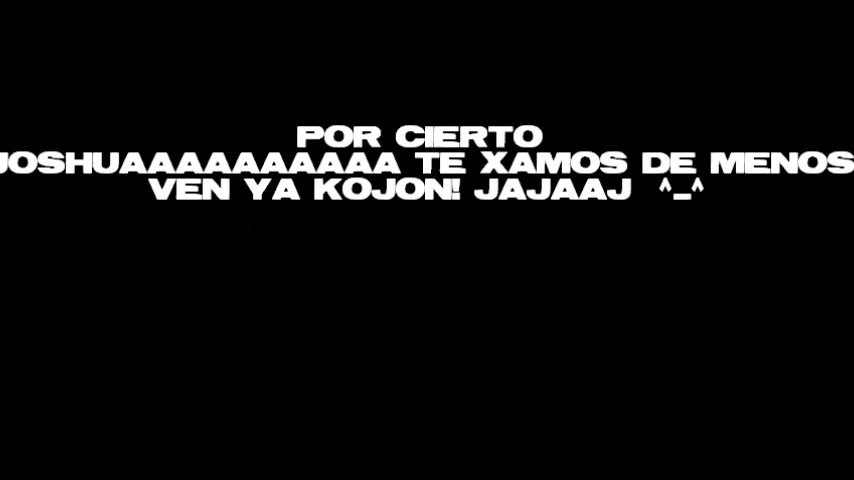 POR CIERTO
JOSHUAAAAAAAAAAA TE XAMOS DE MENOS
VEN YA KOJON! JAJAAJ ^_^